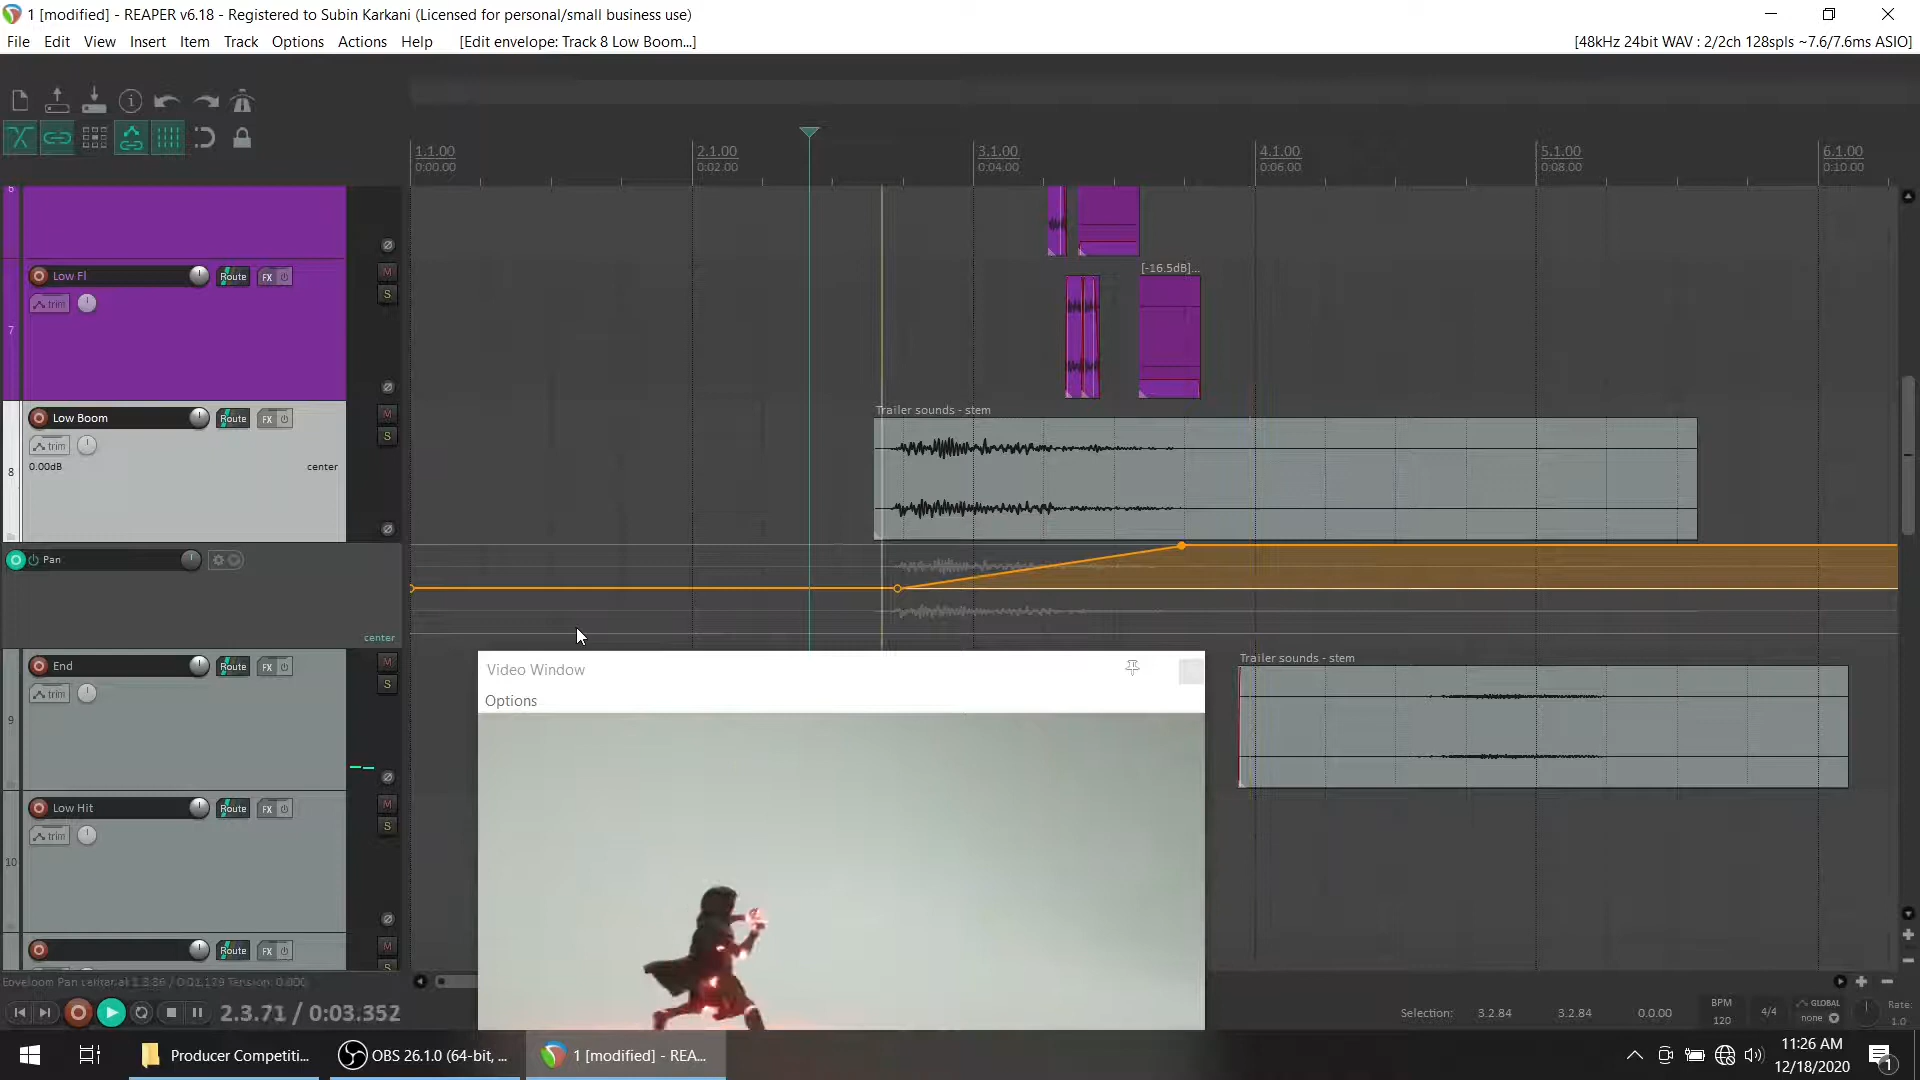 1 [modified] - REAPER v6.18 - Registered to Subin Karkani (Licensed for personal/small business use)
File Edit View Insert Item Track Options Actions Help [Edit envelope: Track 8 Low Boom...] [48kHz 24bit WAV : 2/2ch 128spls ~7.6/7.6ms ASIO]
1.1.00 2.1.00 3.1.00 4.1.00 5.1.00 6.1.00
0:00.00 0:02.00 0:04.00 0:06.00 0:08.00 0:10.00
6
[-16.5dB]...
Low Fl Route FX M
trim S
7
Trailer sounds - stem
Low Boom Route FX M
trim S
0.00dB center
8
Pan
center
End Route FX M
trim S
9
Trailer sounds - stem
Video Window
Options
Low Hit Route FX M
trim S
10
Route FX M
S
2.3.71 / 0:03.352
Selection: 3.2.84 3.2.84 0.0.00
BPM
120
4/4
GLOBAL
none
Rate:
1.0
Producer Competiti... OBS 26.1.0 (64-bit, ... 1 [modified] - REA...
11:26 AM
12/18/2020
1